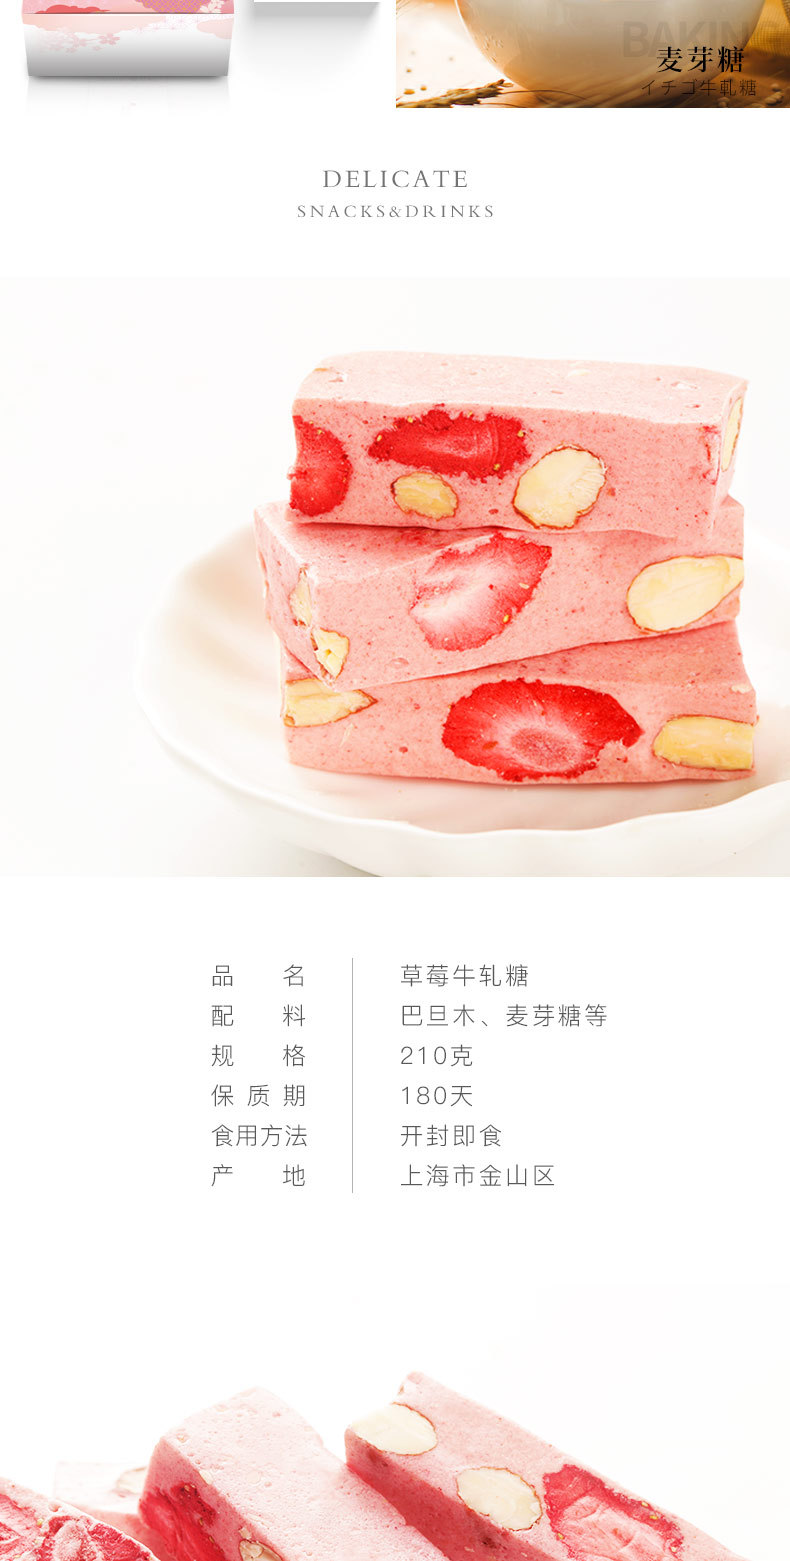 BAKING
麦芽糖
イチゴ牛軋糖
DELICATE
SNACKS&DRINKS
品名 草莓牛轧糖
配料 巴旦木、麦芽糖等
规格 210克
保质期 180天
食用方法 开封即食
产地 上海市金山区